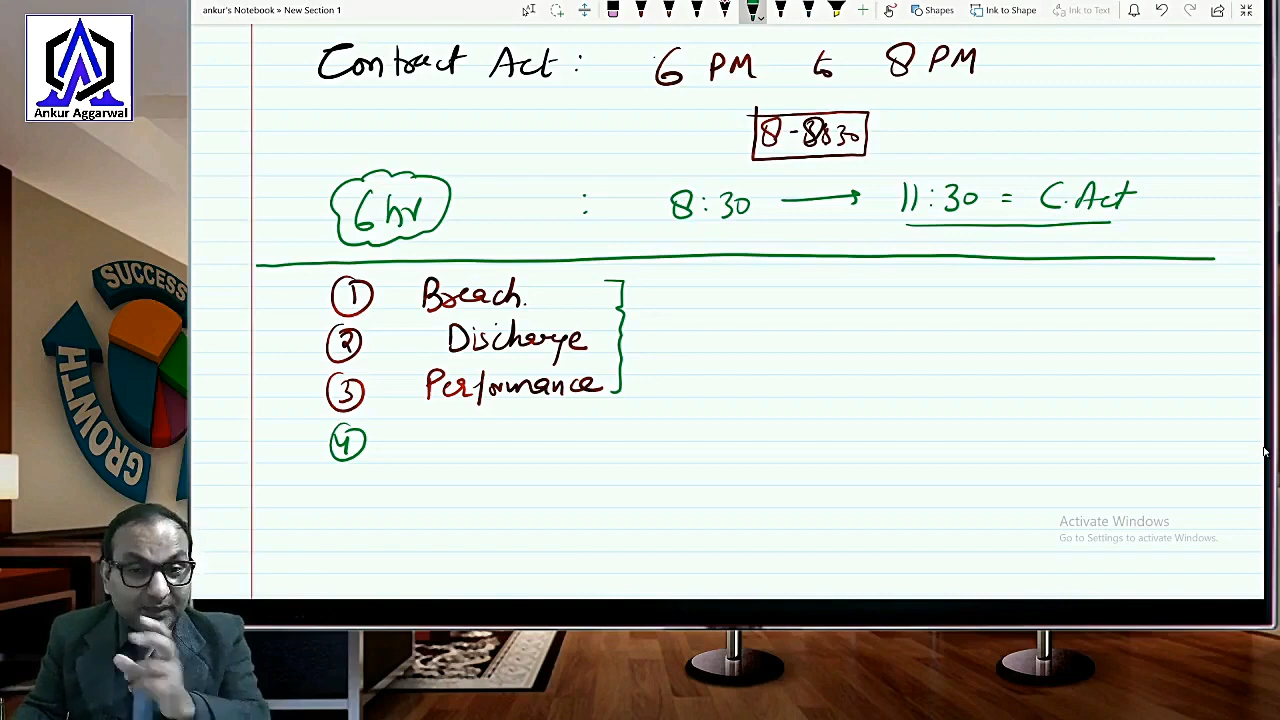 ankur's Notebook » New Section 1
Shapes
Ink to Shape
Ink to Text
Ankur Aggarwal
Contract Act : 6 PM to 8 PM
8 - 8:30
6 hr : 8:30 → 11:30 = C. Act
① Breach.
② Discharge
③ Performance
④
SUCCESS
GROWTH
Activate Windows
Go to Settings to activate Windows.